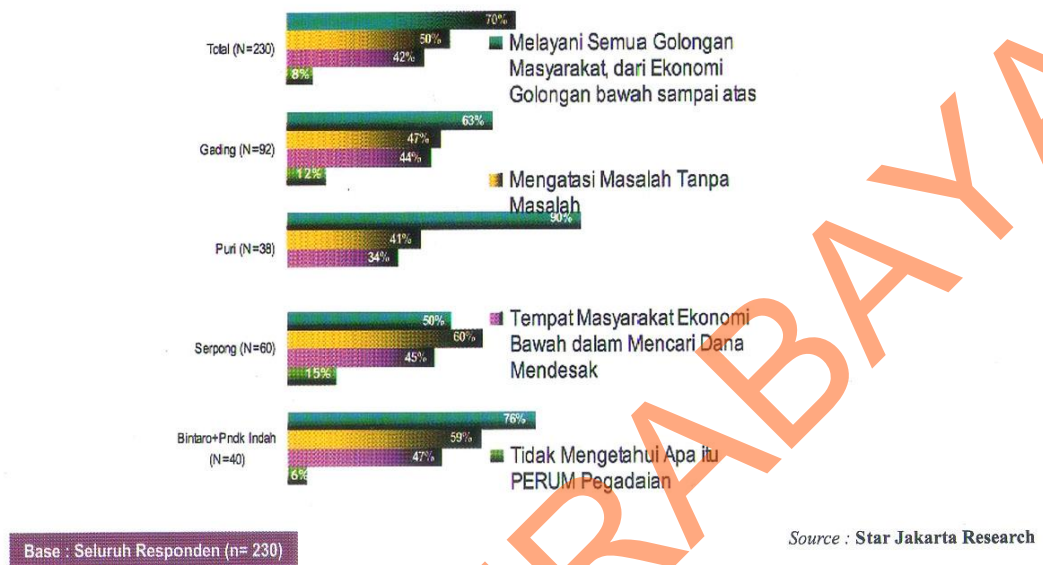 70%
Total (N=230)
50%
42%
8%
Melayani Semua Golongan
Masyarakat, dari Ekonomi
Golongan bawah sampai atas
63%
Gading (N=92)
47%
44%
12%
Mengatasi Masalah Tanpa
Masalah
90%
Puri (N=38)
41%
34%
50%
Serpong (N=60)
60%
45%
15%
Tempat Masyarakat Ekonomi
Bawah dalam Mencari Dana
Mendesak
76%
Bintaro+Pndk Indah
(N=40)
59%
47%
6%
Tidak Mengetahui Apa itu
PERUM Pegadaian
Base : Seluruh Responden (n= 230)
Source : Star Jakarta Research
RABAYA